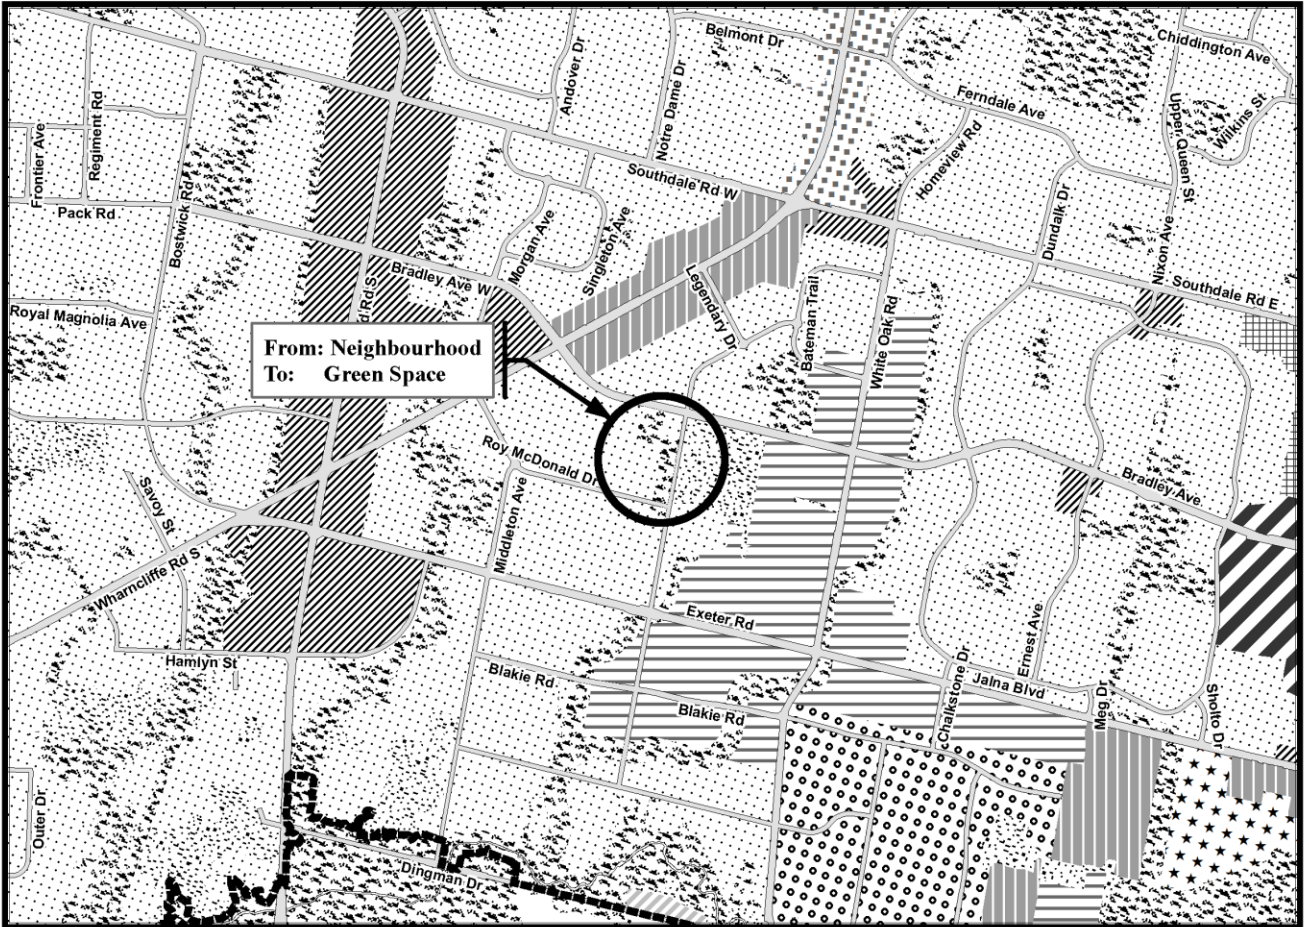 Belmont Dr
Chiddington Ave
Andover Dr
Notre Dame Dr
Ferndale Ave
Upper Queen St
Wilkins St
Regiment Rd
Frontier Ave
Homeview Rd
Southdale Rd W
Pack Rd
Bostwick Rd
Morgan Ave
Singleton Ave
Dundalk Dr
Nixon Ave
Bradley Ave W
Legendary Dr
Bateman Trail
White Oak Rd
Southdale Rd E
d Rd S
Royal Magnolia Ave
From: Neighbourhood
To: Green Space
Roy McDonald Dr
Bradley Ave
Savoy St
Middleton Ave
Wharncliffe Rd S
Exeter Rd
Ernest Ave
Hamlyn St
Blakie Rd
Blakie Rd
Chalkstone Dr
Jalna Blvd
Meg Dr
Sholto Dr
Outer Dr
Dingman Dr